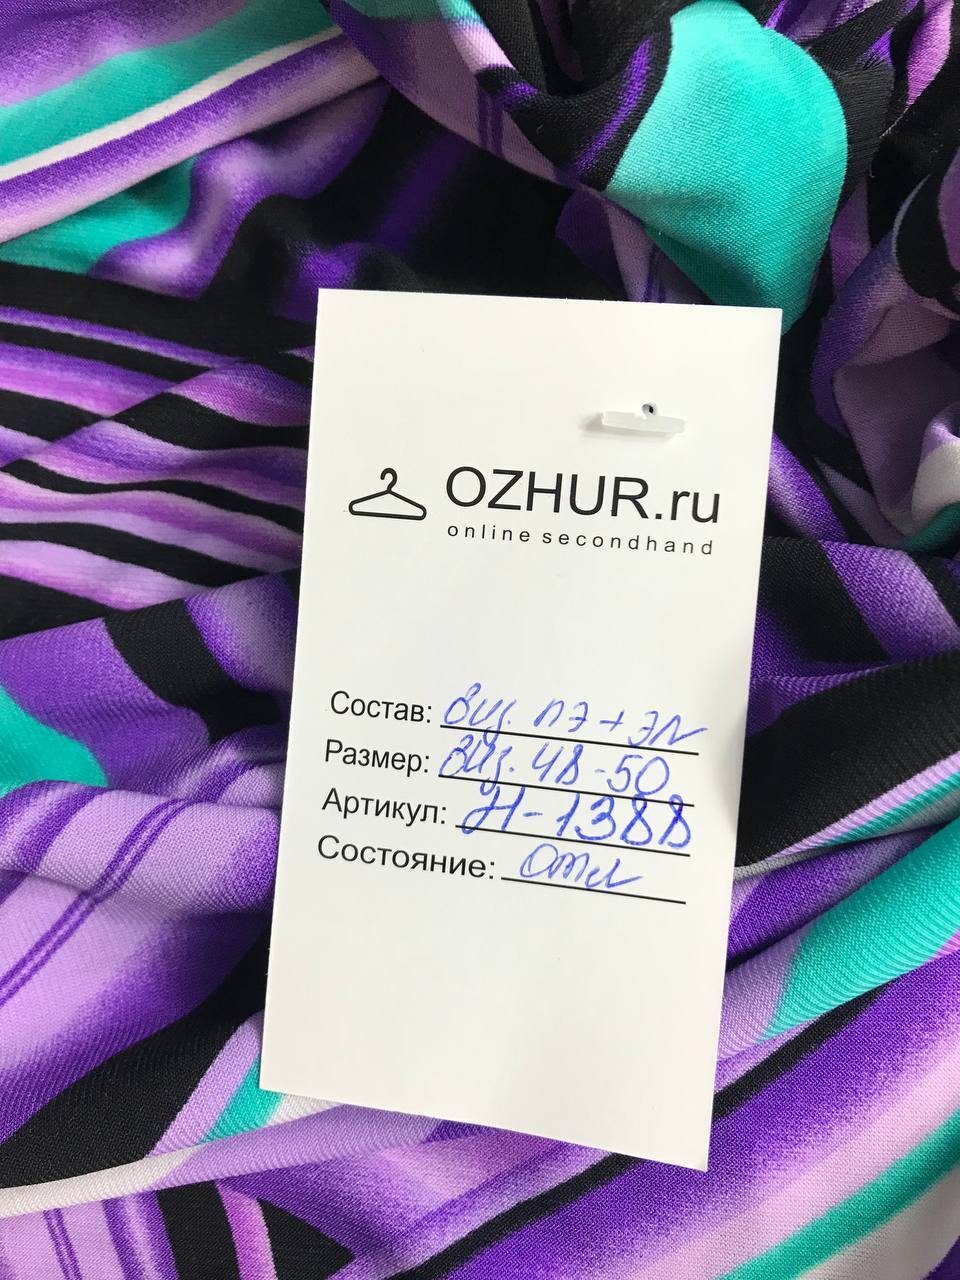 OZHUR.ru
online secondhand
Состав: Виз. ПЭ + ЭЛ
Размер: Виз. 48-50
Артикул: Н-1388
Состояние: отл